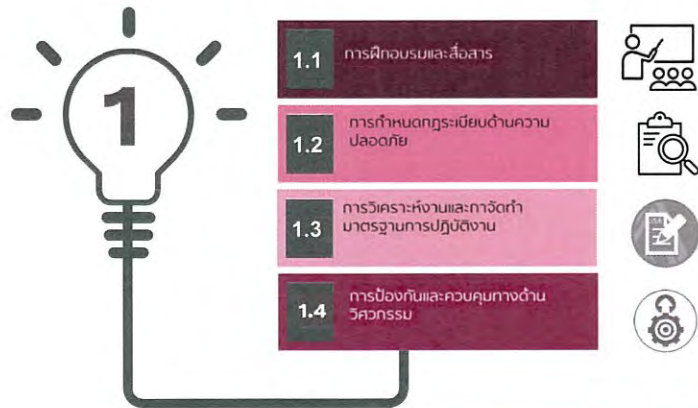 1
1.1
การฝึกอบรมและสื่อสาร
1.2
การกำหนดกฎระเบียบด้านความ
ปลอดภัย
1.3
การวิเคราะห์งานและกาจัดทำ
มาตรฐานการปฏิบัติงาน
1.4
การป้องกันและควบคุมทางด้าน
วิศวกรรม